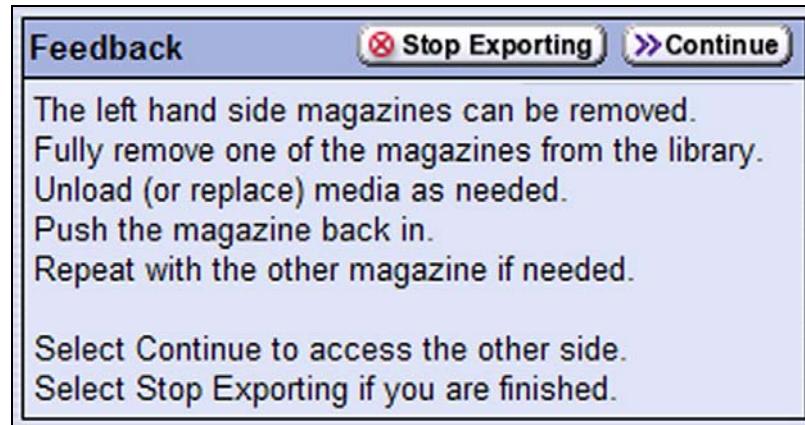 Feedback Stop Exporting Continue
The left hand side magazines can be removed.
Fully remove one of the magazines from the library.
Unload (or replace) media as needed.
Push the magazine back in.
Repeat with the other magazine if needed.
Select Continue to access the other side.
Select Stop Exporting if you are finished.